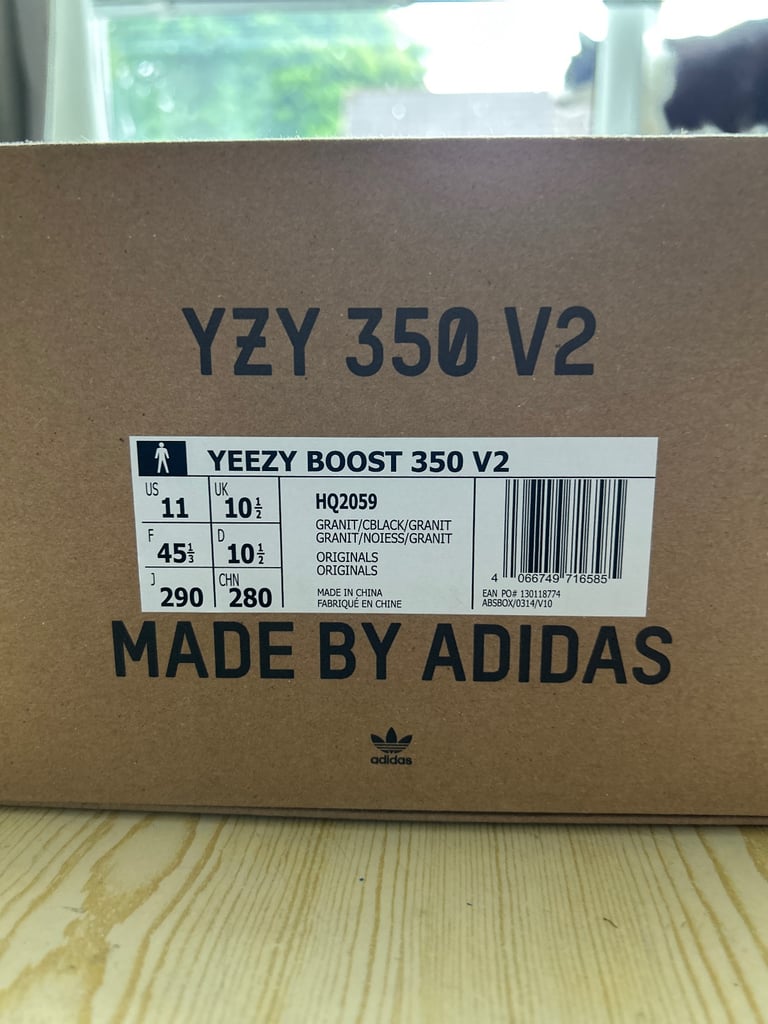 YZY 350 V2
YEEZY BOOST 350 V2
US 11 UK 10½
F 45⅓ D 10½
J 290 CHN 280
HQ2059
GRANIT/CBLACK/GRANIT
GRANIT/NOIESS/GRANIT
ORIGINALS
ORIGINALS
MADE IN CHINA
FABRIQUÉ EN CHINE
4 066749 716585
EAN PO# 130118774
ABSBOX/0314/V10
MADE BY ADIDAS
adidas